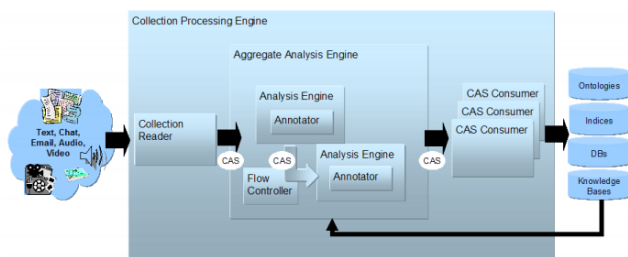 Collection Processing Engine
Aggregate Analysis Engine
Text, Chat,
Email, Audio,
Video
Collection
Reader
CAS
Analysis Engine
Annotator
CAS
Flow
Controller
Analysis Engine
Annotator
CAS
CAS Consumer
CAS Consumer
CAS Consumer
Ontologies
Indices
DBs
Knowledge
Bases